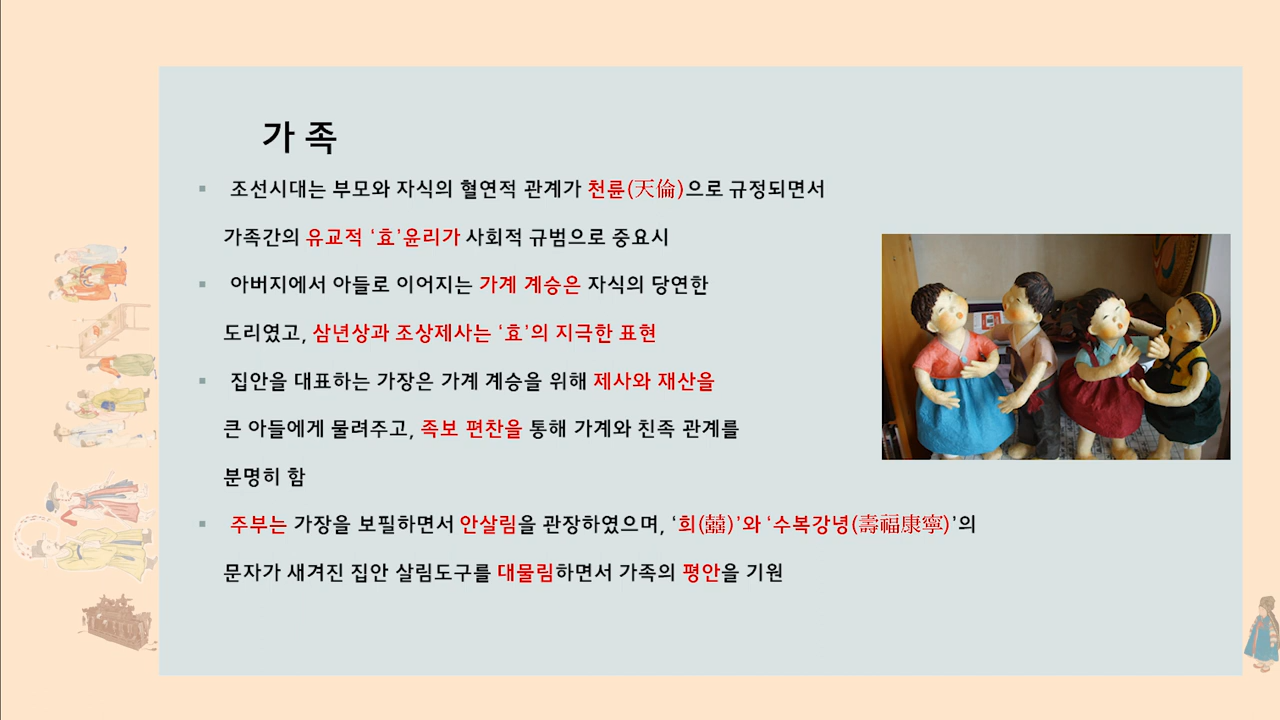 가 족
조선시대는 부모와 자식의 혈연적 관계가 천륜(天倫)으로 규정되면서
가족간의 유교적 ‘효’윤리가 사회적 규범으로 중요시
아버지에서 아들로 이어지는 가계 계승은 자식의 당연한
도리였고, 삼년상과 조상제사는 ‘효’의 지극한 표현
집안을 대표하는 가장은 가계 계승을 위해 제사와 재산을
큰 아들에게 물려주고, 족보 편찬을 통해 가계와 친족 관계를
분명히 함
주부는 가장을 보필하면서 안살림을 관장하였으며, ‘희(囍)’와 ‘수복강녕(壽福康寧)’의
문자가 새겨진 집안 살림도구를 대물림하면서 가족의 평안을 기원